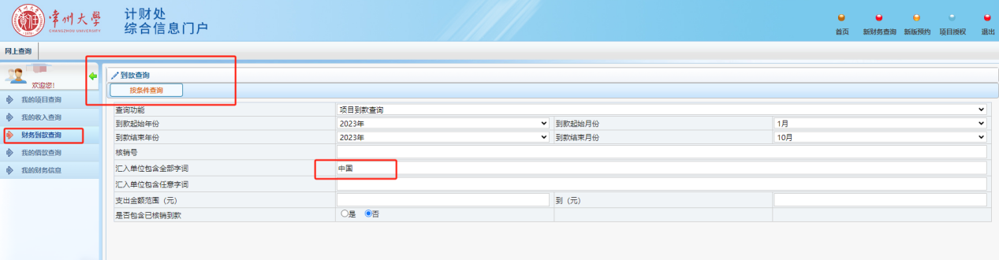 常州大学
CHANGZHOU UNIVERSITY
计财处
综合信息门户
首页 新财务查询 新版预约 项目授权 退出
网上查询
欢迎您!
我的项目查询
我的收入查询
财务到款查询
我的借款查询
我的财务信息
到款查询
按条件查询
查询功能 项目到款查询
到款起始年份 2023年 到款起始月份 1月
到款结束年份 2023年 到款结束月份 10月
核销号
汇入单位包含全部字词 中国
汇入单位包含任意字词
支出金额范围（元） 到（元）
是否包含已核销到款 是 否